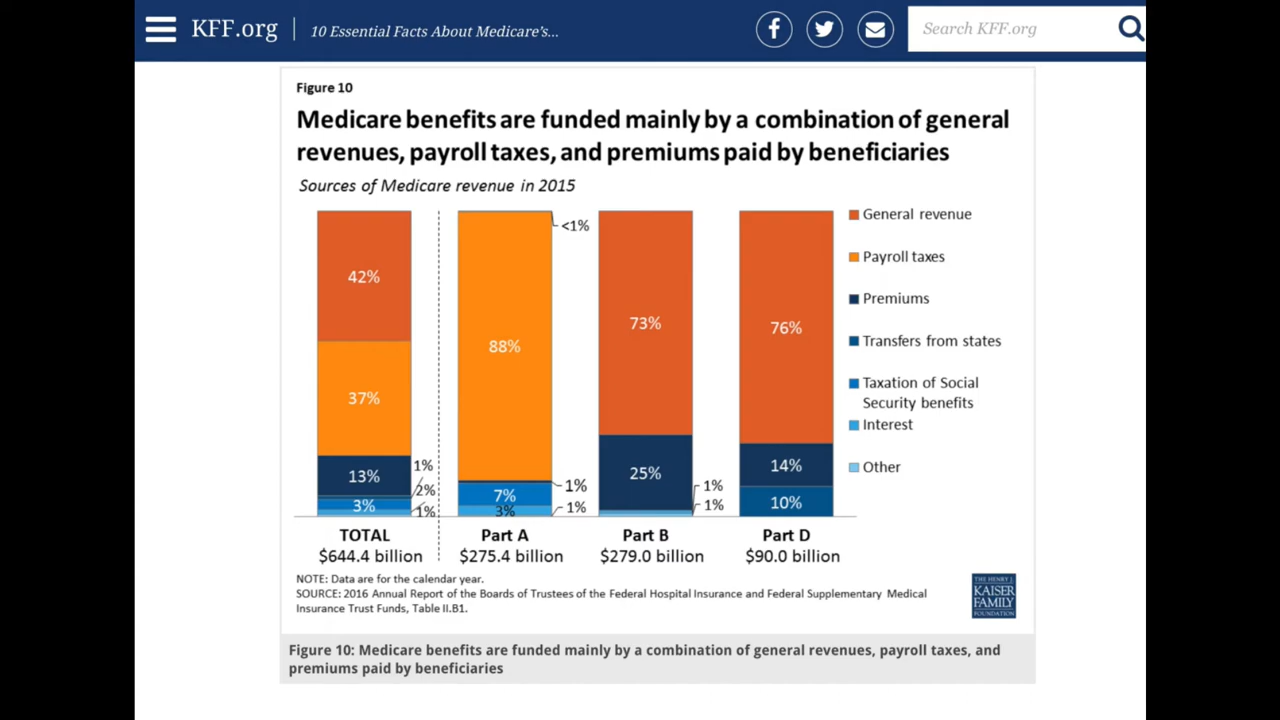 KFF.org
10 Essential Facts About Medicare's...
Search KFF.org
Figure 10
Medicare benefits are funded mainly by a combination of general
revenues, payroll taxes, and premiums paid by beneficiaries
Sources of Medicare revenue in 2015
42%
37%
13%
3%
1%
2%
1%
<1%
88%
7%
3%
1%
1%
73%
25%
1%
1%
76%
14%
10%
General revenue
Payroll taxes
Premiums
Transfers from states
Taxation of Social
Security benefits
Interest
Other
TOTAL
$644.4 billion
Part A
$275.4 billion
Part B
$279.0 billion
Part D
$90.0 billion
NOTE: Data are for the calendar year.
SOURCE: 2016 Annual Report of the Boards of Trustees of the Federal Hospital Insurance and Federal Supplementary Medical
Insurance Trust Funds, Table II.B1.
THE HENRY J.
KAISER
FAMILY
FOUNDATION
Figure 10: Medicare benefits are funded mainly by a combination of general revenues, payroll taxes, and
premiums paid by beneficiaries